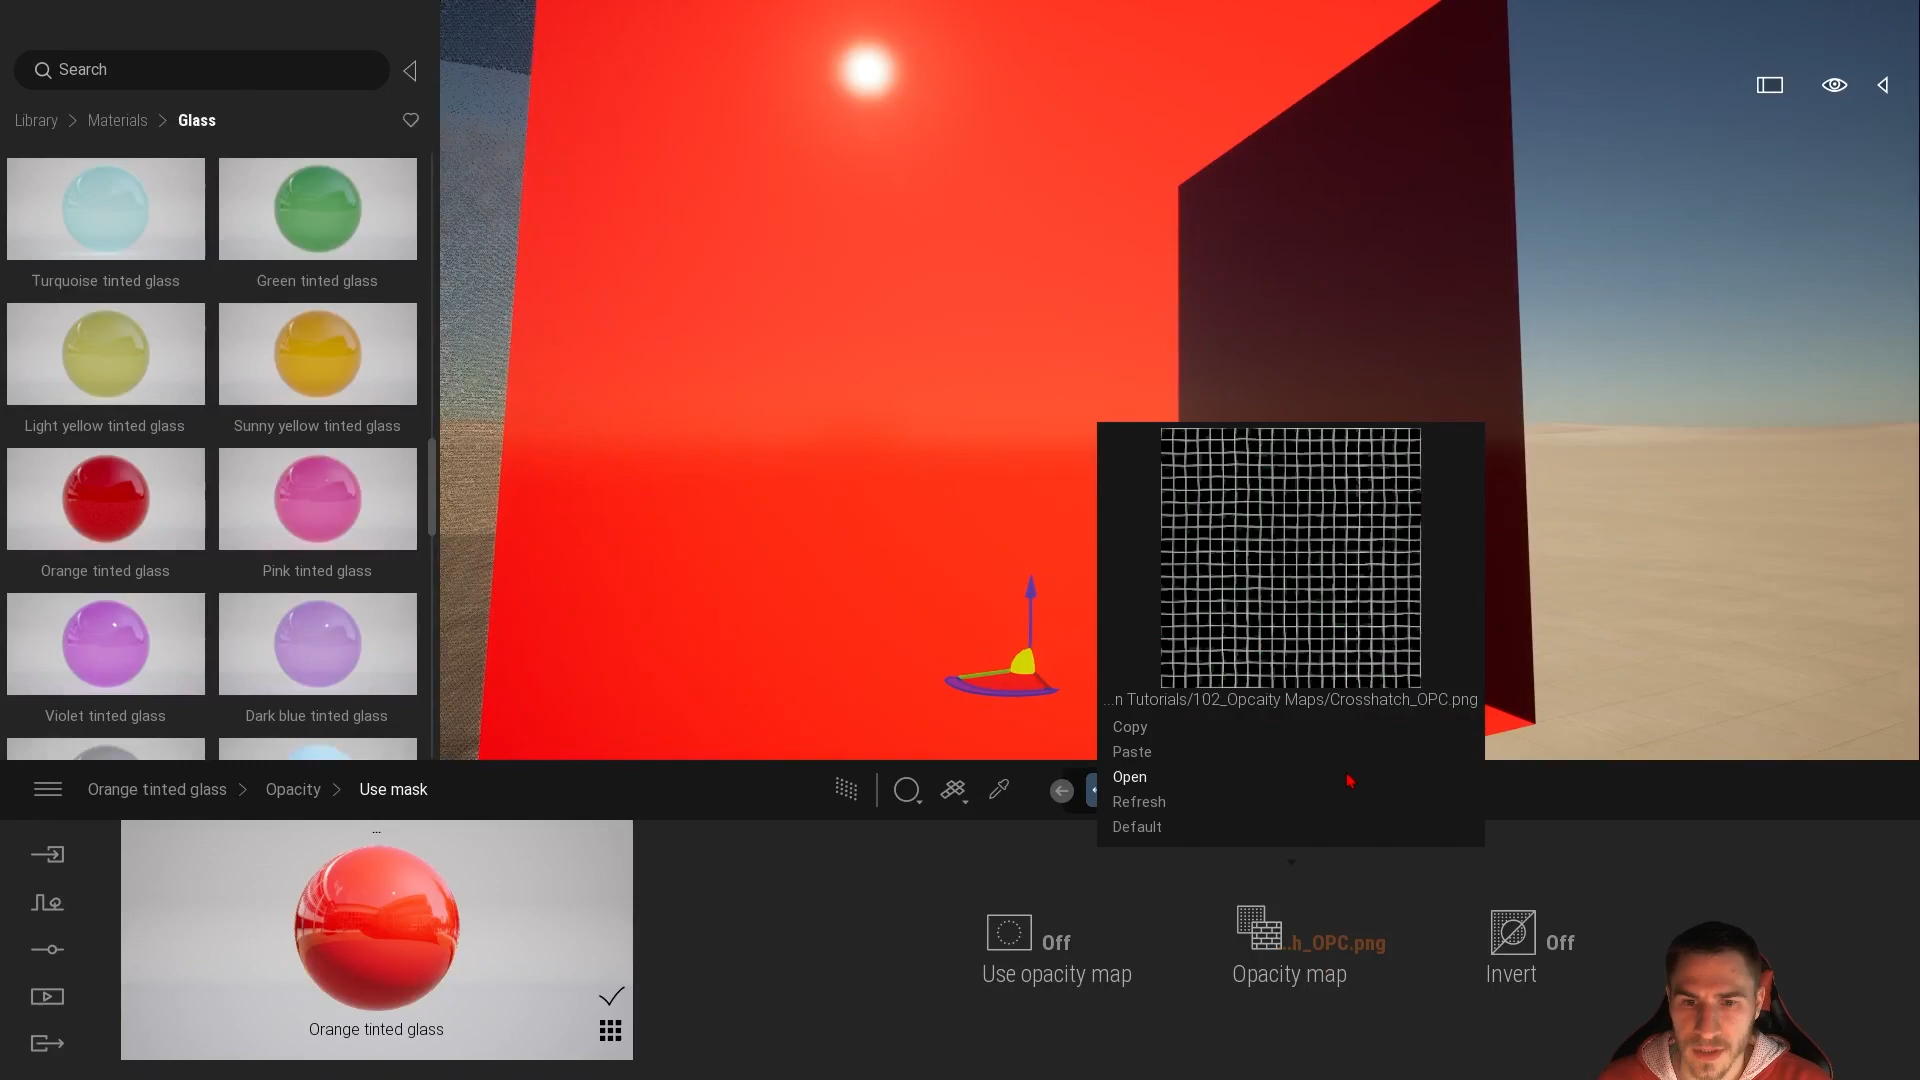 Search
Library > Materials > Glass
Turquoise tinted glass
Green tinted glass
Light yellow tinted glass
Sunny yellow tinted glass
Orange tinted glass
Pink tinted glass
Violet tinted glass
Dark blue tinted glass
...n Tutorials/102_Opcaity Maps/Crosshatch_OPC.png
Copy
Paste
Open
Refresh
Default
Orange tinted glass > Opacity > Use mask
...
Orange tinted glass
Off
Use opacity map
..h_OPC.png
Opacity map
Off
Invert